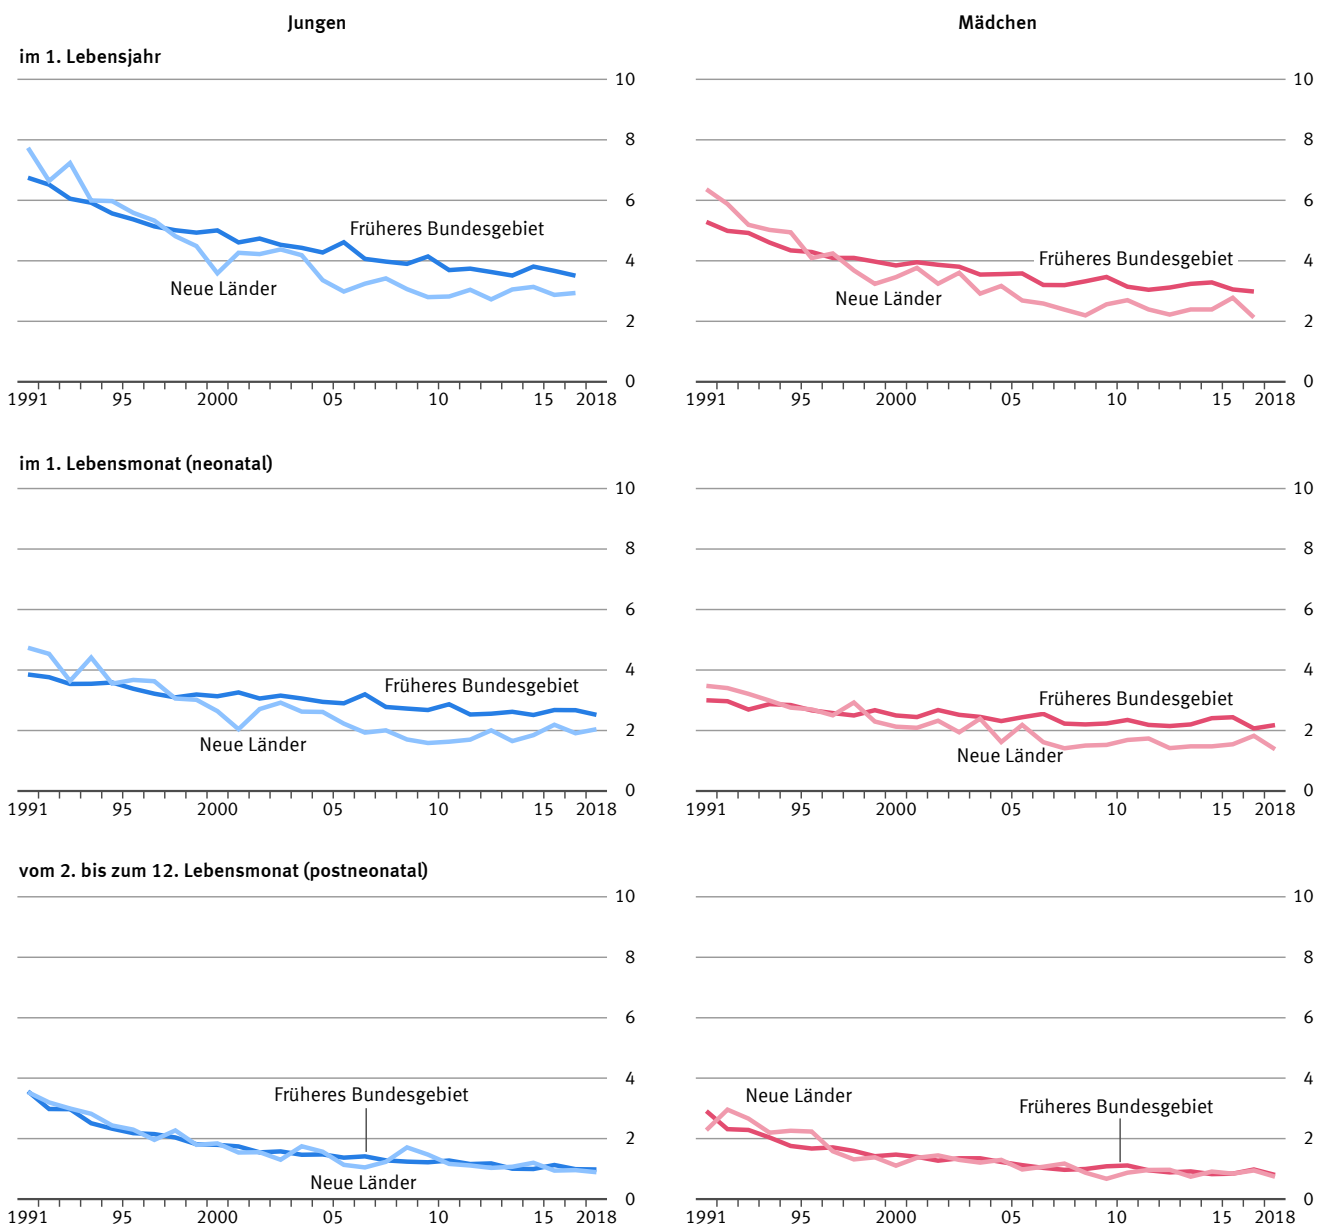 Jungen
Mädchen
im 1. Lebensjahr
10
8
6
4
2
0
Früheres Bundesgebiet
Neue Länder
1991 95 2000 05 10 15 2018
10
8
6
4
2
0
Früheres Bundesgebiet
Neue Länder
1991 95 2000 05 10 15 2018
im 1. Lebensmonat (neonatal)
10
8
6
4
2
0
Früheres Bundesgebiet
Neue Länder
1991 95 2000 05 10 15 2018
10
8
6
4
2
0
Früheres Bundesgebiet
Neue Länder
1991 95 2000 05 10 15 2018
vom 2. bis zum 12. Lebensmonat (postneonatal)
10
8
6
4
2
0
Früheres Bundesgebiet
Neue Länder
1991 95 2000 05 10 15 2018
10
8
6
4
2
0
Neue Länder
Früheres Bundesgebiet
1991 95 2000 05 10 15 2018